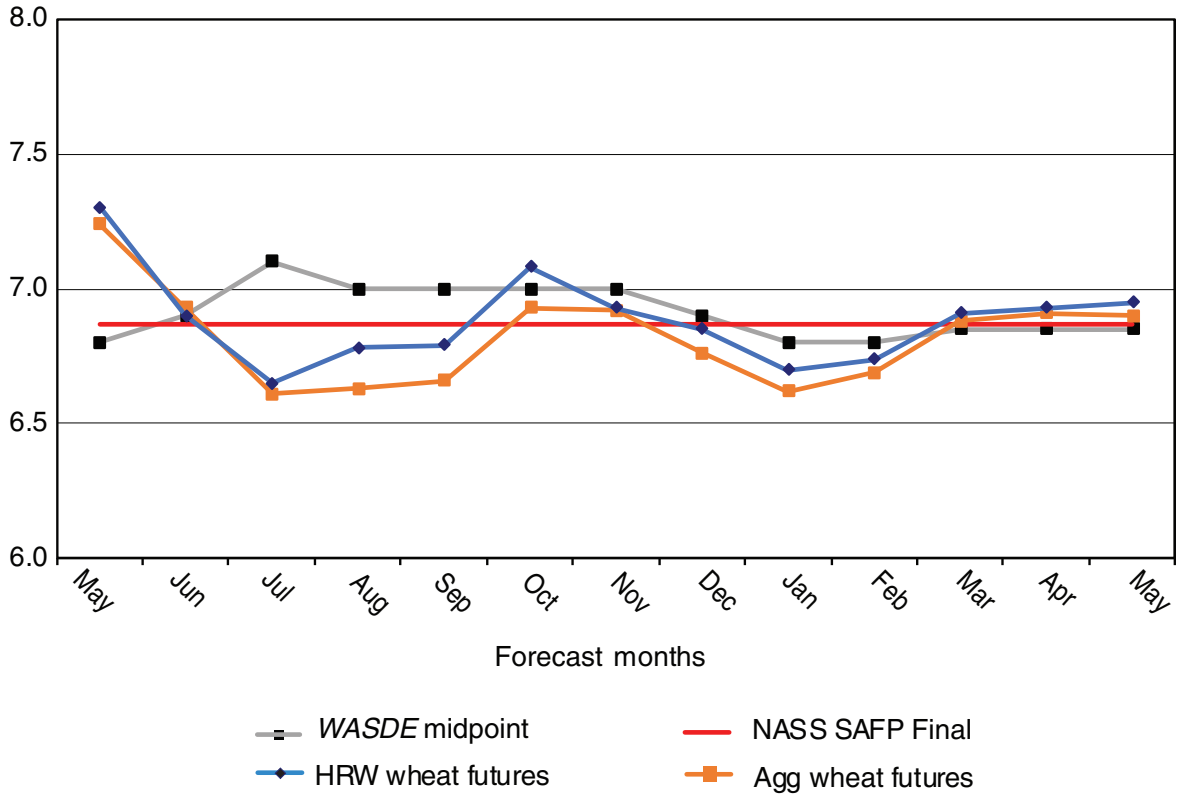 8.0
7.5
7.0
6.5
6.0
May Jun Jul Aug Sep Oct Nov Dec Jan Feb Mar Apr May
Forecast months
WASDE midpoint NASS SAFP Final
HRW wheat futures Agg wheat futures